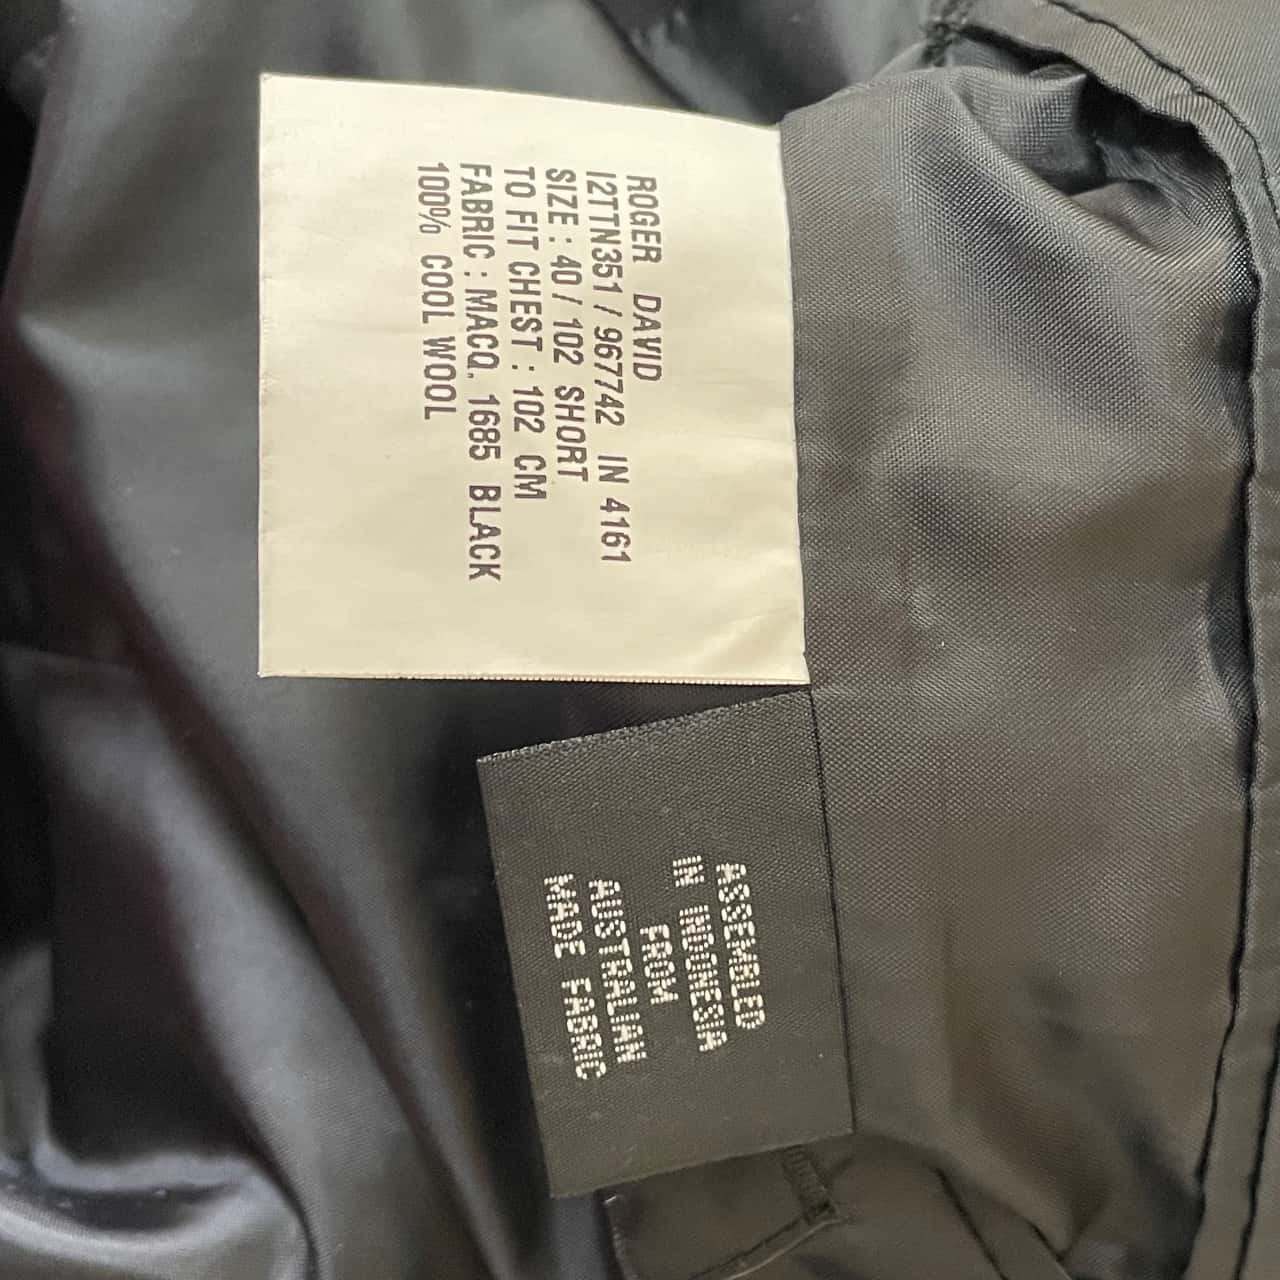 ROGER DAVID
I2TTN351 / 967742 IN 4161
SIZE : 40 / 102 SHORT
TO FIT CHEST : 102 CM
FABRIC : MACQ. 1685 BLACK
100% COOL WOOL
ASSEMBLED
IN INDONESIA
FROM
AUSTRALIAN
MADE FABRIC